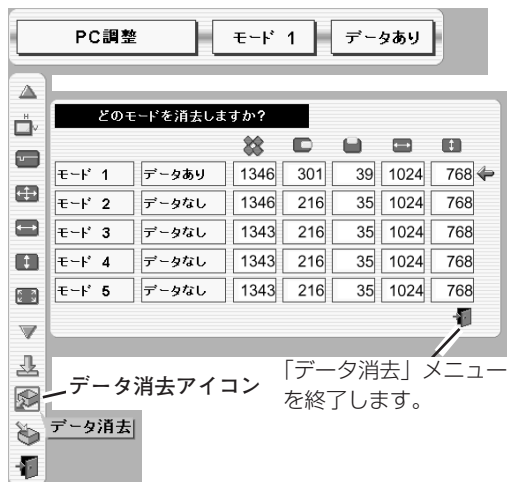 PC調整 モード 1 データあり
どのモードを消去しますか?
モード 1 データあり 1346 301 39 1024 768
モード 2 データなし 1346 216 35 1024 768
モード 3 データなし 1343 216 35 1024 768
モード 4 データなし 1343 216 35 1024 768
モード 5 データなし 1343 216 35 1024 768
H
V
データ消去アイコン
「データ消去」メニュー
を終了します。
データ消去